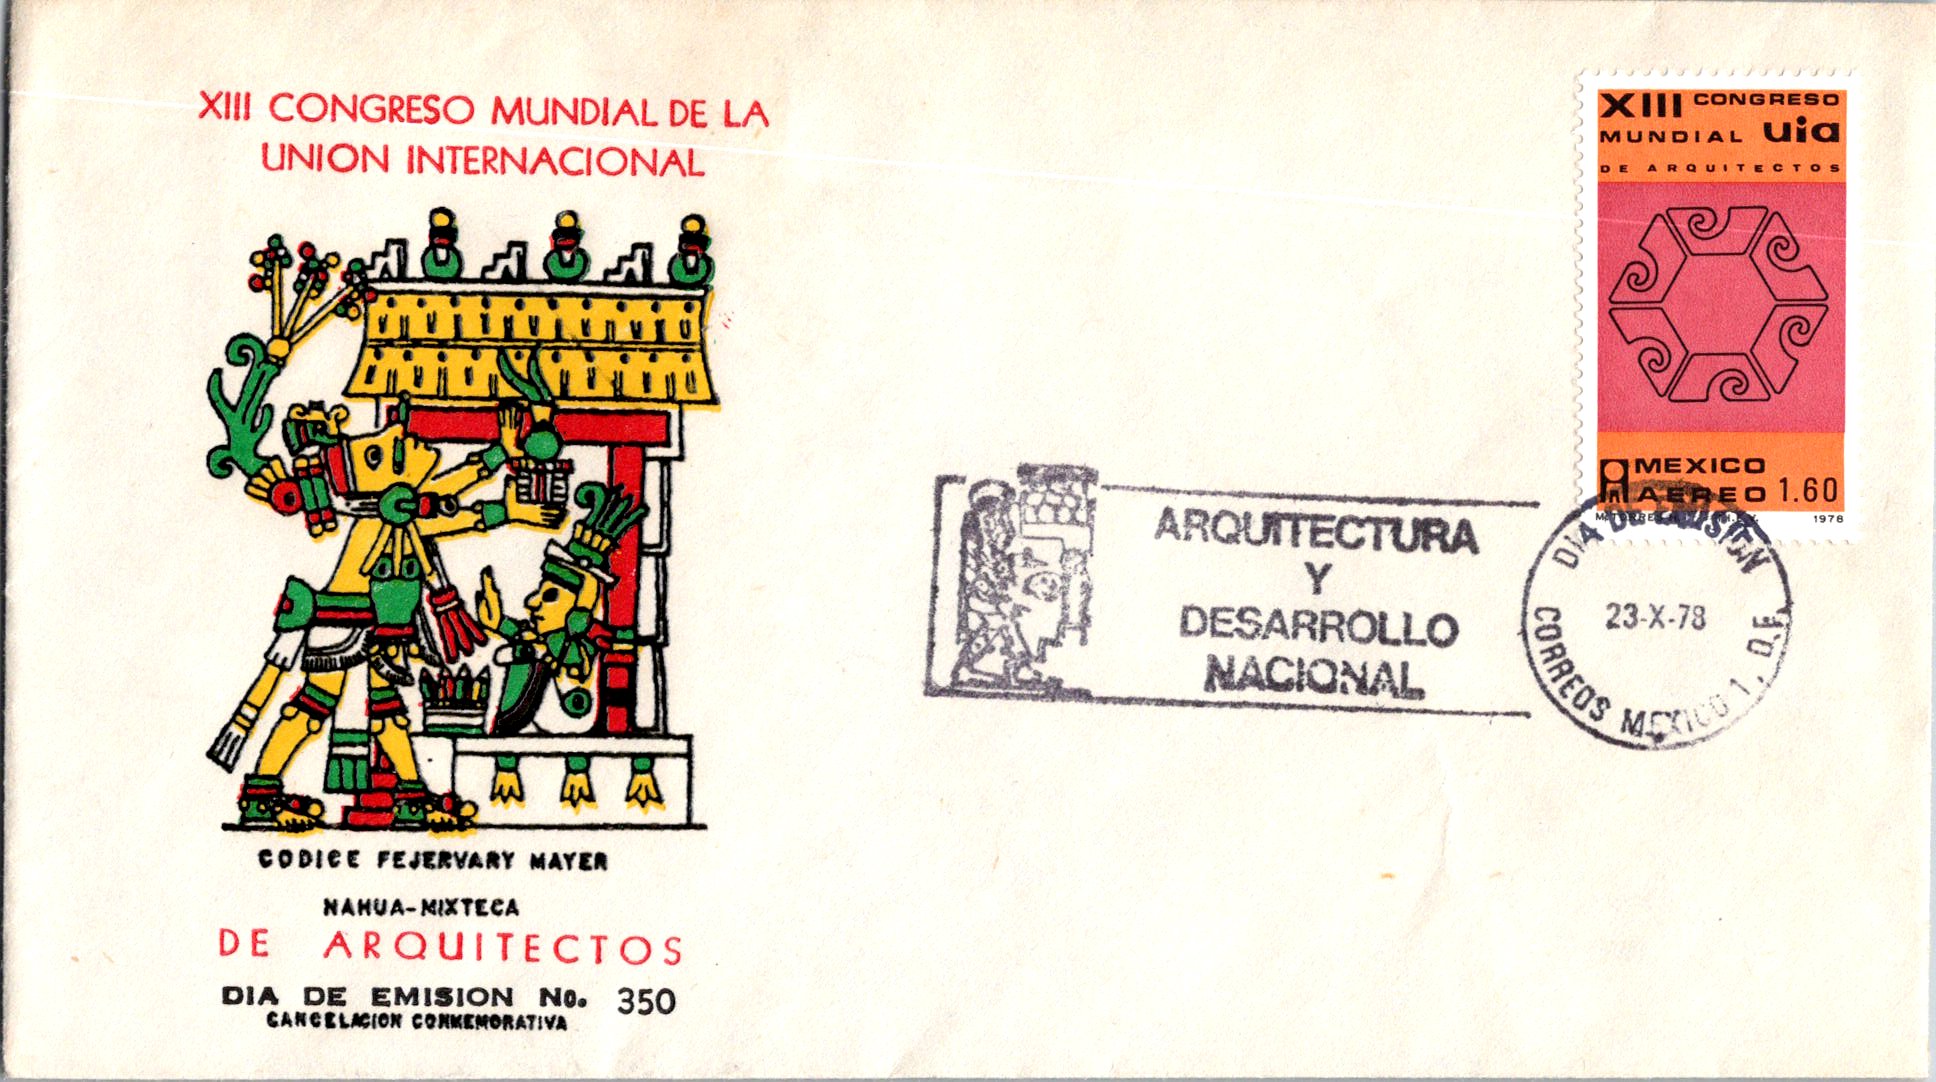 XIII CONGRESO MUNDIAL DE LA
UNION INTERNACIONAL
CODICE FEJERVARY MAYER
NAHUA-MIXTECA
DE ARQUITECTOS
DIA DE EMISION No. 350
CANCELACION CONMEMORATIVA
ARQUITECTURA
Y
DESARROLLO
NACIONAL
XIII CONGRESO
MUNDIAL uia
DE ARQUITECTOS
MEXICO
AEREO 1.60
1978
DIA DE EMISION
23-X-78
CORREOS MEXICO 1, D.F.